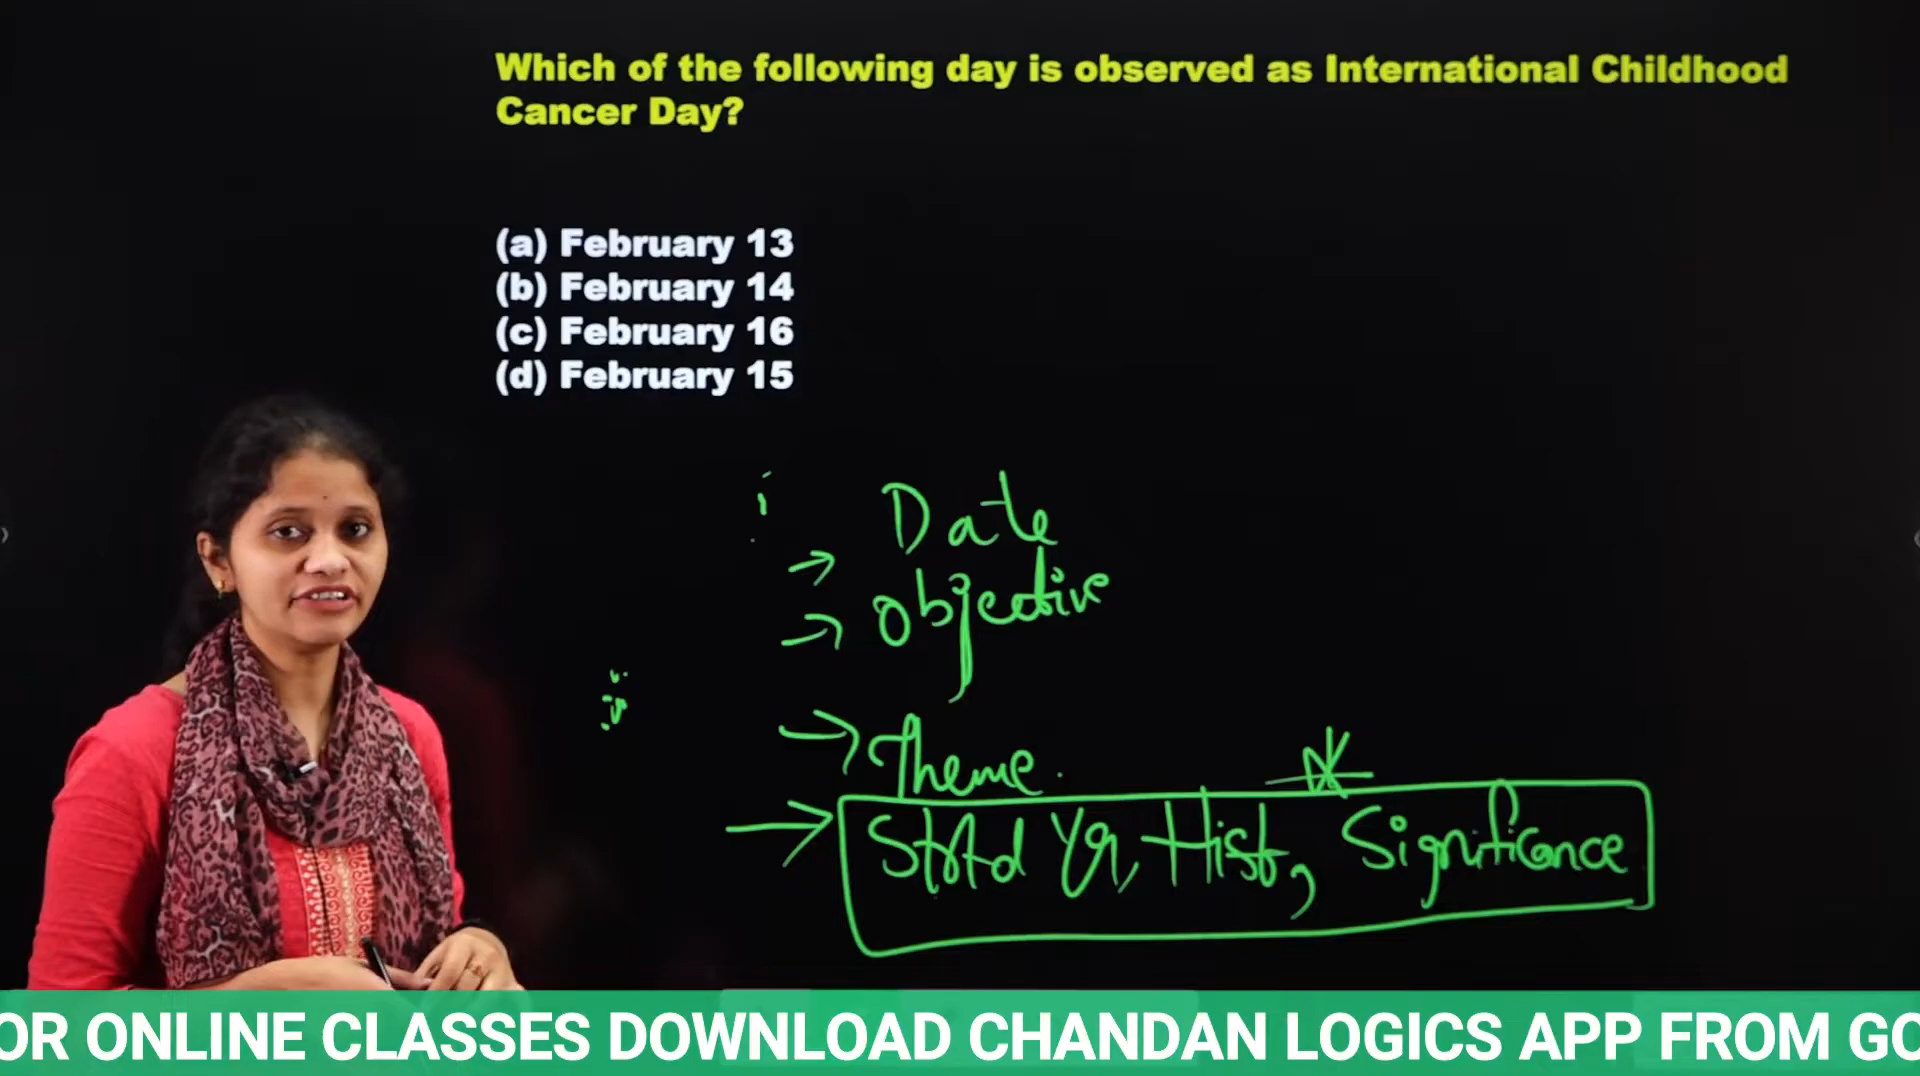 Which of the following day is observed as International Childhood
Cancer Day?
(a) February 13
(b) February 14
(c) February 16
(d) February 15
Date
→ Objective
→ Theme.
→ Yr, Hist, Significance
OR ONLINE CLASSES DOWNLOAD CHANDAN LOGICS APP FROM GO